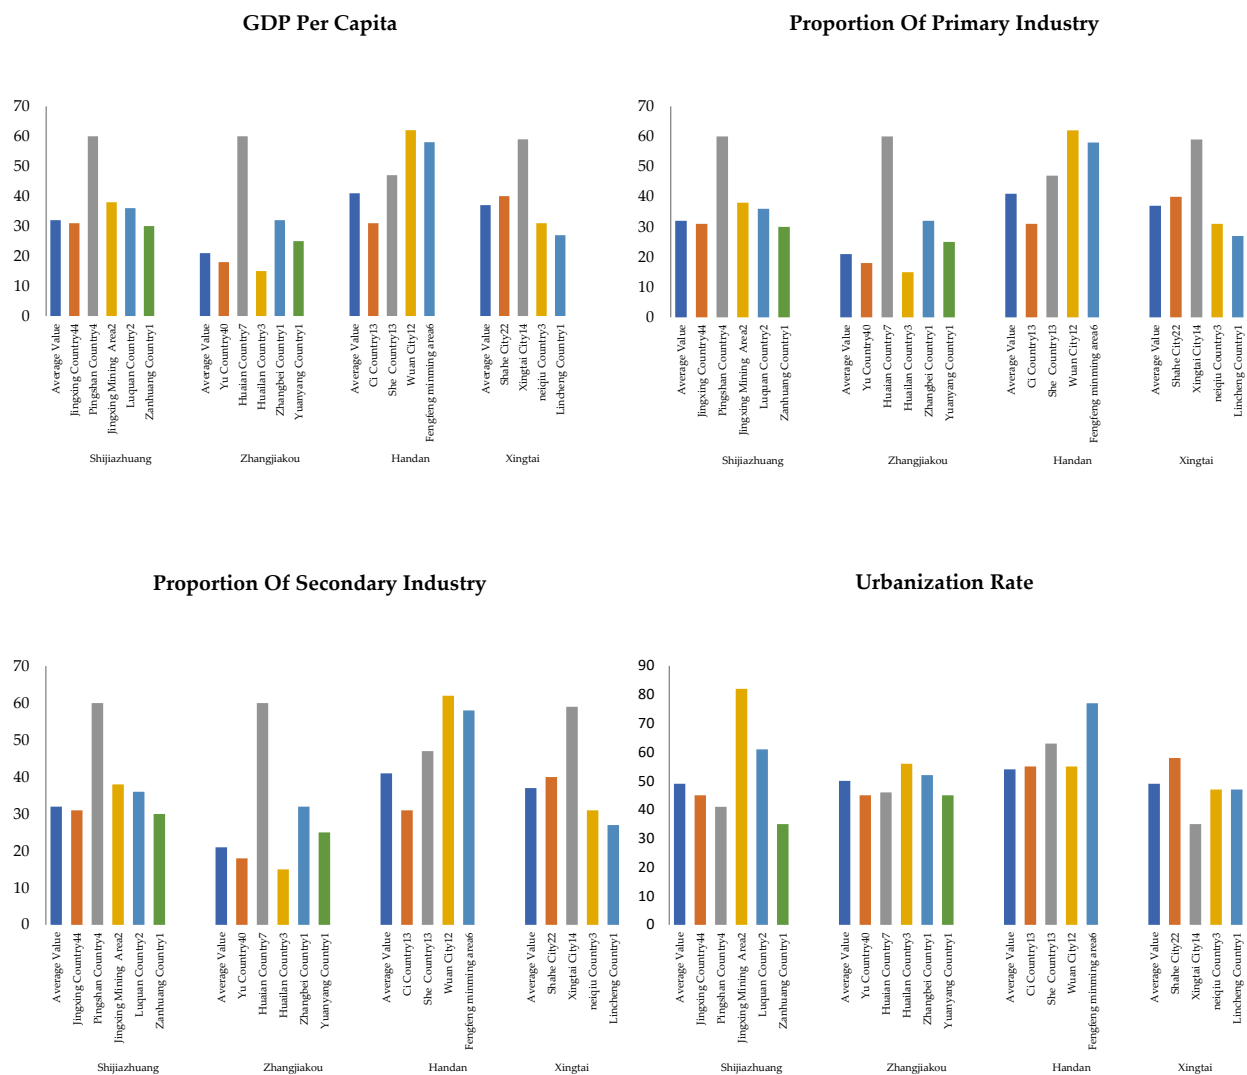 GDP Per Capita
70
60
50
40
30
20
10
0
Average Value
Jingxing Country44
Pingshan Country4
Jingxing Mining Area2
Luquan Country2
Zanhuang Country1
Average Value
Yu Country40
Huaian Country7
Huailan Country3
Zhangbei Country1
Yuanyang Country1
Average Value
Ci Country13
She Country13
Wuan City12
Fengfeng minming area6
Average Value
Shahe City22
Xingtai City14
neiqiu Country3
Lincheng Country1
Shijiazhuang
Zhangjiakou
Handan
Xingtai
Proportion Of Primary Industry
70
60
50
40
30
20
10
0
Average Value
Jingxing Country44
Pingshan Country4
Jingxing Mining Area2
Luquan Country2
Zanhuang Country1
Average Value
Yu Country40
Huaian Country7
Huailan Country3
Zhangbei Country1
Yuanyang Country1
Average Value
Ci Country13
She Country13
Wuan City12
Fengfeng minming area6
Average Value
Shahe City22
Xingtai City14
neiqiu Country3
Lincheng Country1
Shijiazhuang
Zhangjiakou
Handan
Xingtai
Proportion Of Secondary Industry
70
60
50
40
30
20
10
0
Average Value
Jingxing Country44
Pingshan Country4
Jingxing Mining Area2
Luquan Country2
Zanhuang Country1
Average Value
Yu Country40
Huaian Country7
Huailan Country3
Zhangbei Country1
Yuanyang Country1
Average Value
Ci Country13
She Country13
Wuan City12
Fengfeng minming area6
Average Value
Shahe City22
Xingtai City14
neiqiu Country3
Lincheng Country1
Shijiazhuang
Zhangjiakou
Handan
Xingtai
Urbanization Rate
90
80
70
60
50
40
30
20
10
0
Average Value
Jingxing Country44
Pingshan Country4
Jingxing Mining Area2
Luquan Country2
Zanhuang Country1
Average Value
Yu Country40
Huaian Country7
Huailan Country3
Zhangbei Country1
Yuanyang Country1
Average Value
Ci Country13
She Country13
Wuan City12
Fengfeng minming area6
Average Value
Shahe City22
Xingtai City14
neiqiu Country3
Lincheng Country1
Shijiazhuang
Zhangjiakou
Handan
Xingtai